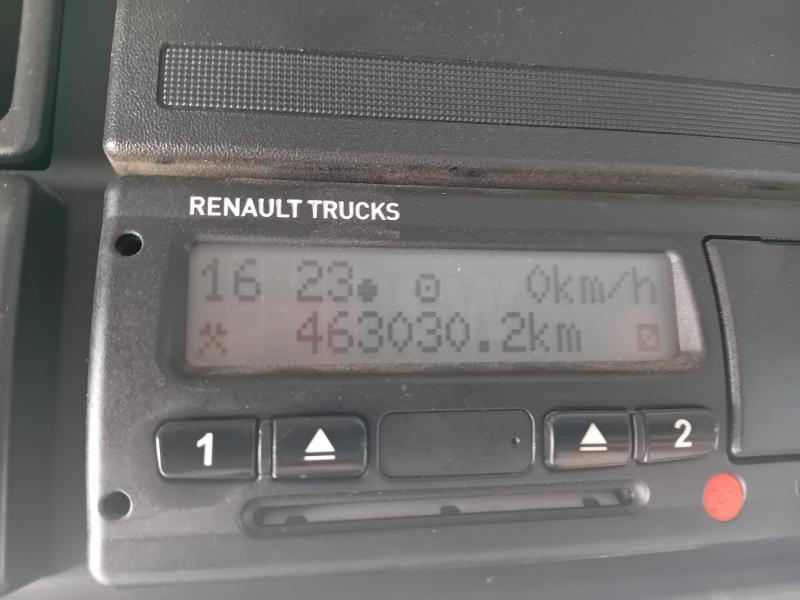 RENAULT TRUCKS
16 23 0km/h
463030.2km
1 2